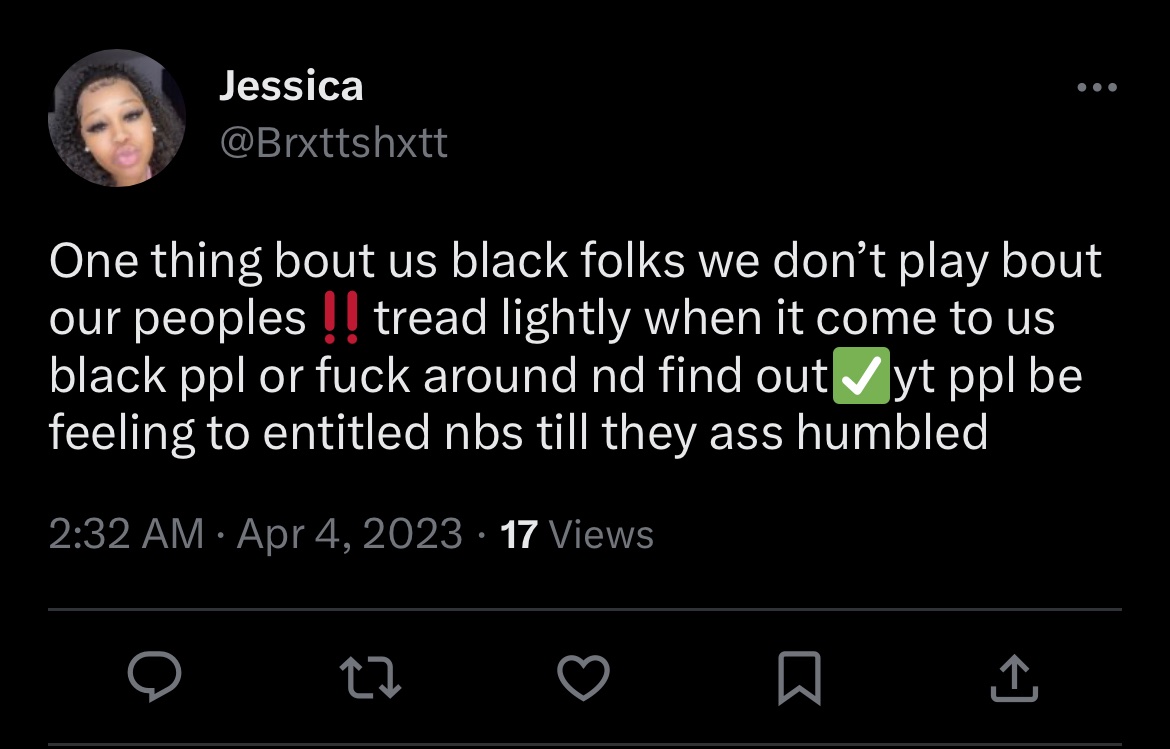 Jessica
@Brxttshxtt
One thing bout us black folks we don’t play bout
our peoples‼️tread lightly when it come to us
black ppl or fuck around nd find out✅yt ppl be
feeling to entitled nbs till they ass humbled
2:32 AM · Apr 4, 2023 · 17 Views